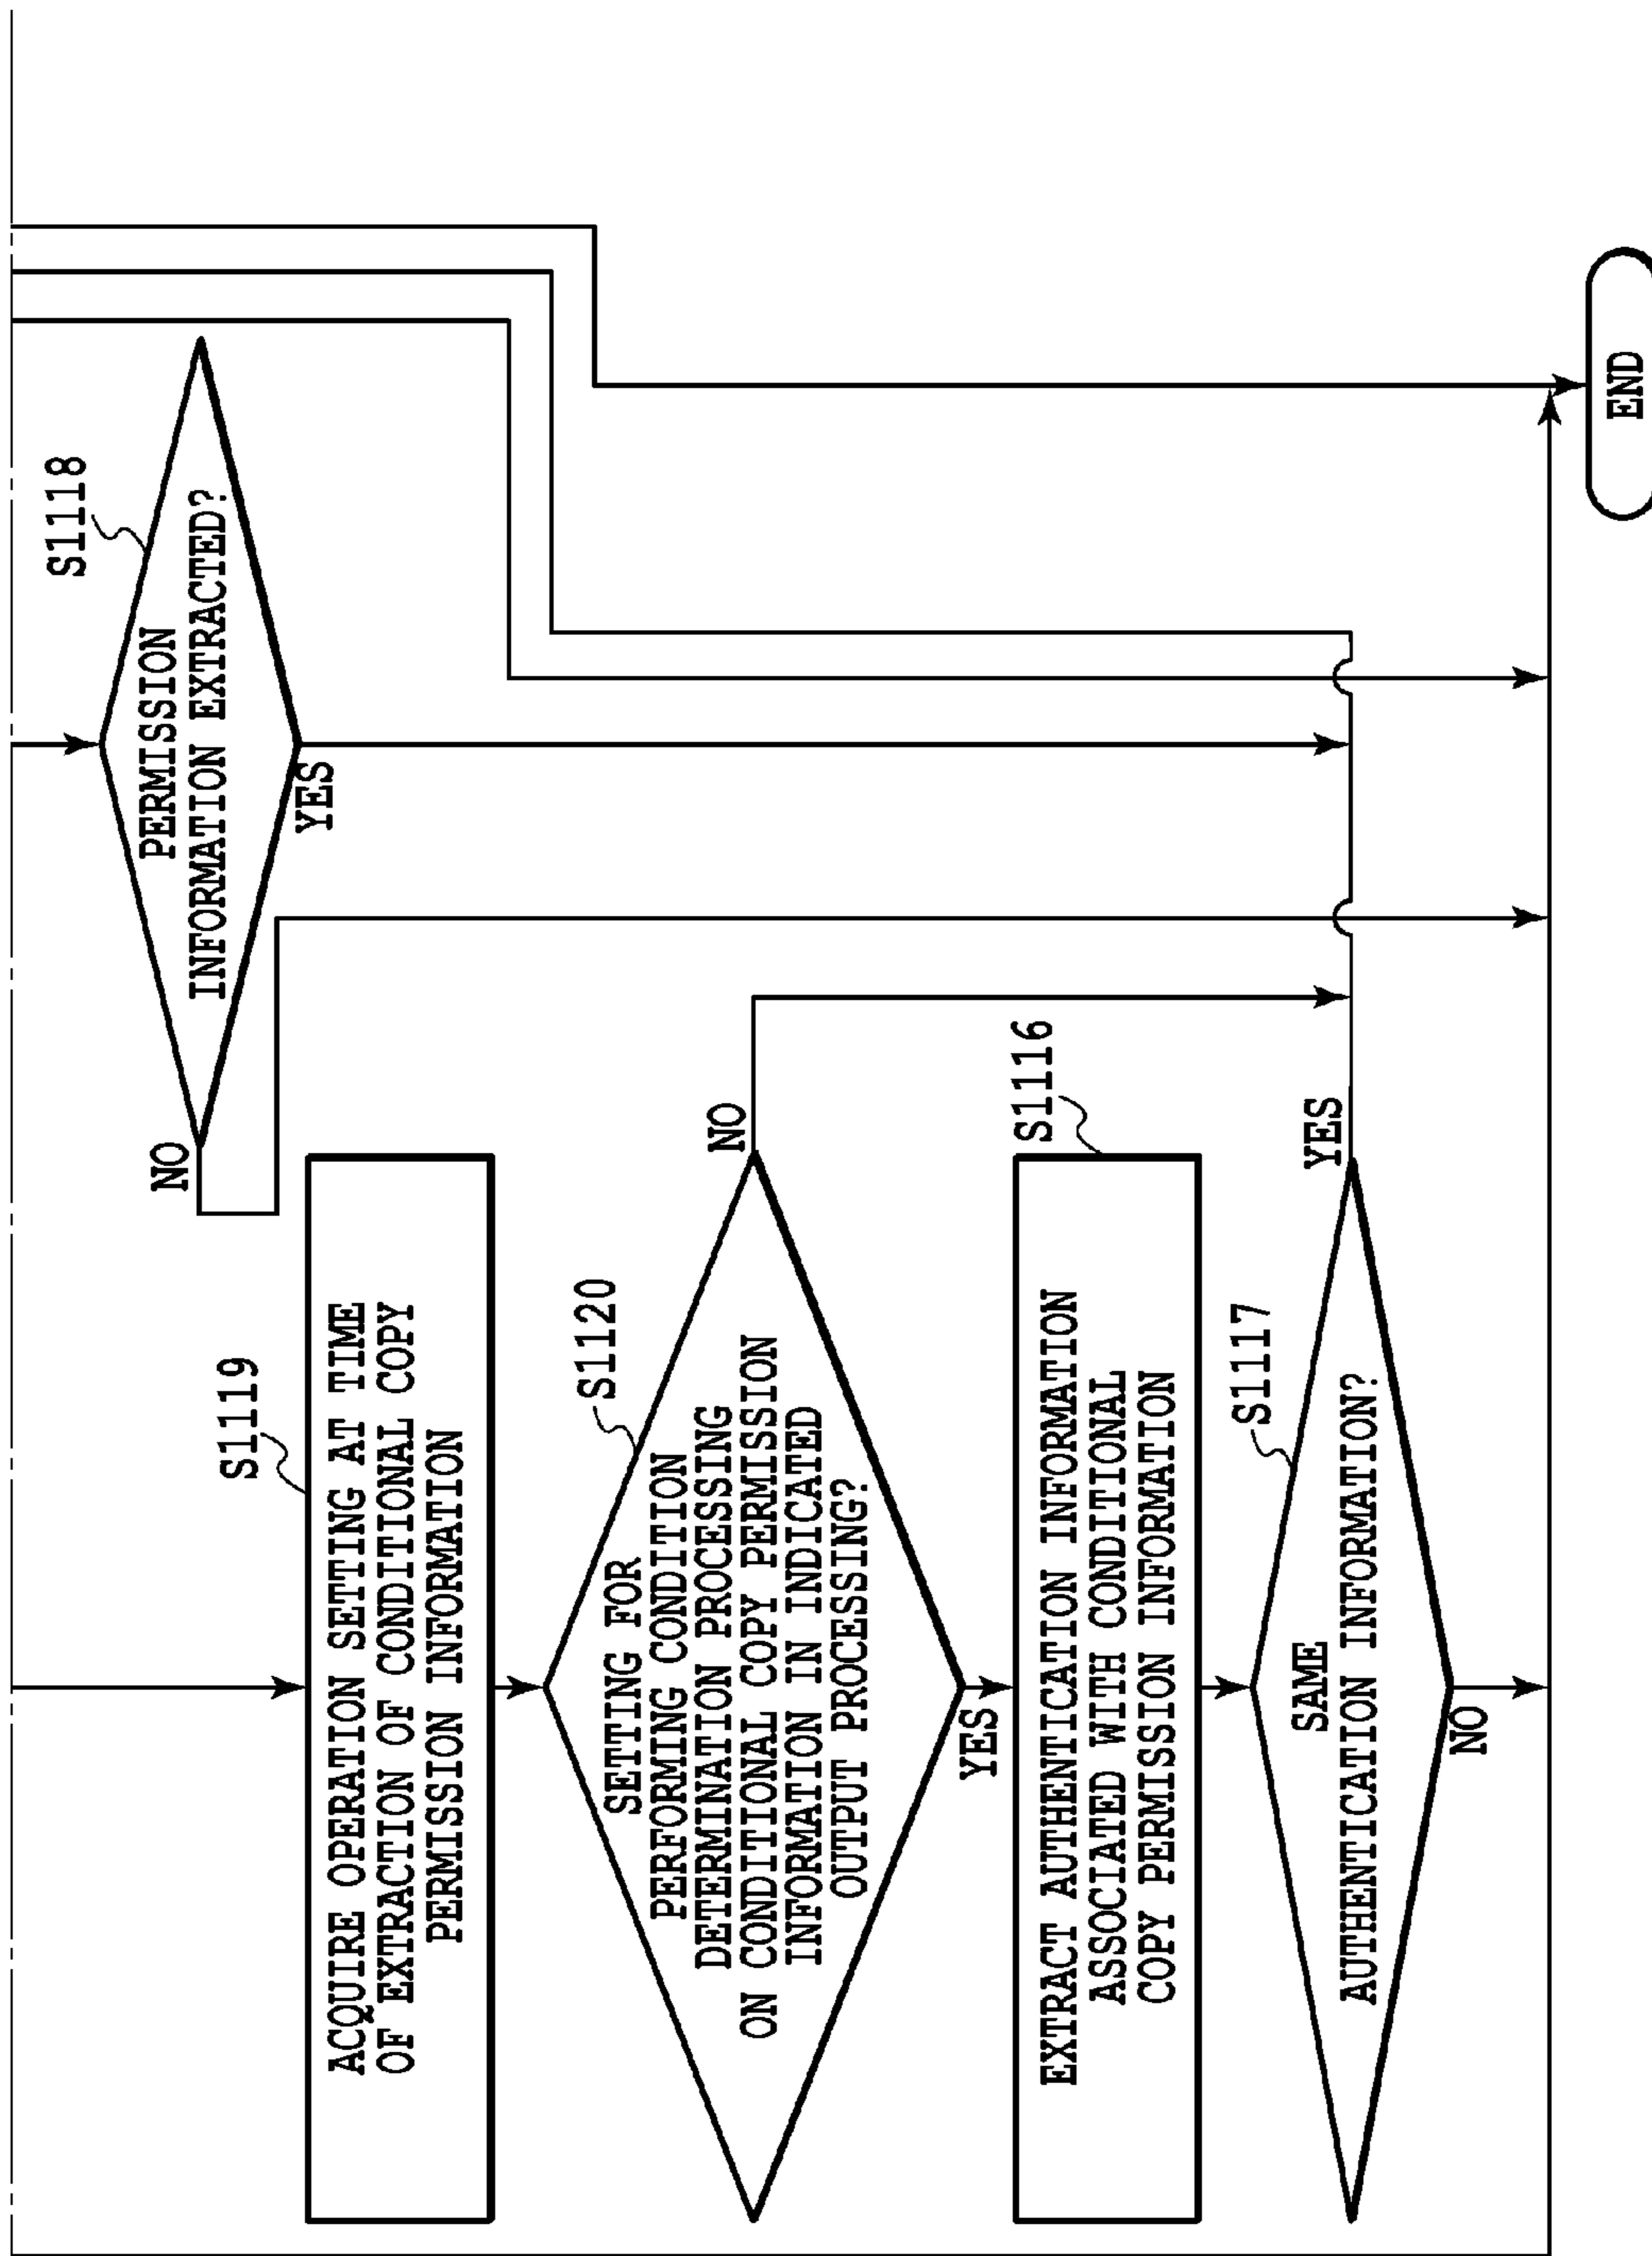 S1118
PERMISSION
INFORMATION EXTRACTED?
NO
YES
S1119
ACQUIRE OPERATION SETTING AT TIME
OF EXTRACTION OF CONDITIONAL COPY
PERMISSION INFORMATION
S1120
SETTING FOR
PERFORMING CONDITION
DETERMINATION PROCESSING
ON CONDITIONAL COPY PERMISSION
INFORMATION IN INDICATED
OUTPUT PROCESSING?
NO
YES
S1116
EXTRACT AUTHENTICATION INFORMATION
ASSOCIATED WITH CONDITIONAL
COPY PERMISSION INFORMATION
S1117
SAME
AUTHENTICATION INFORMATION?
YES
NO
END